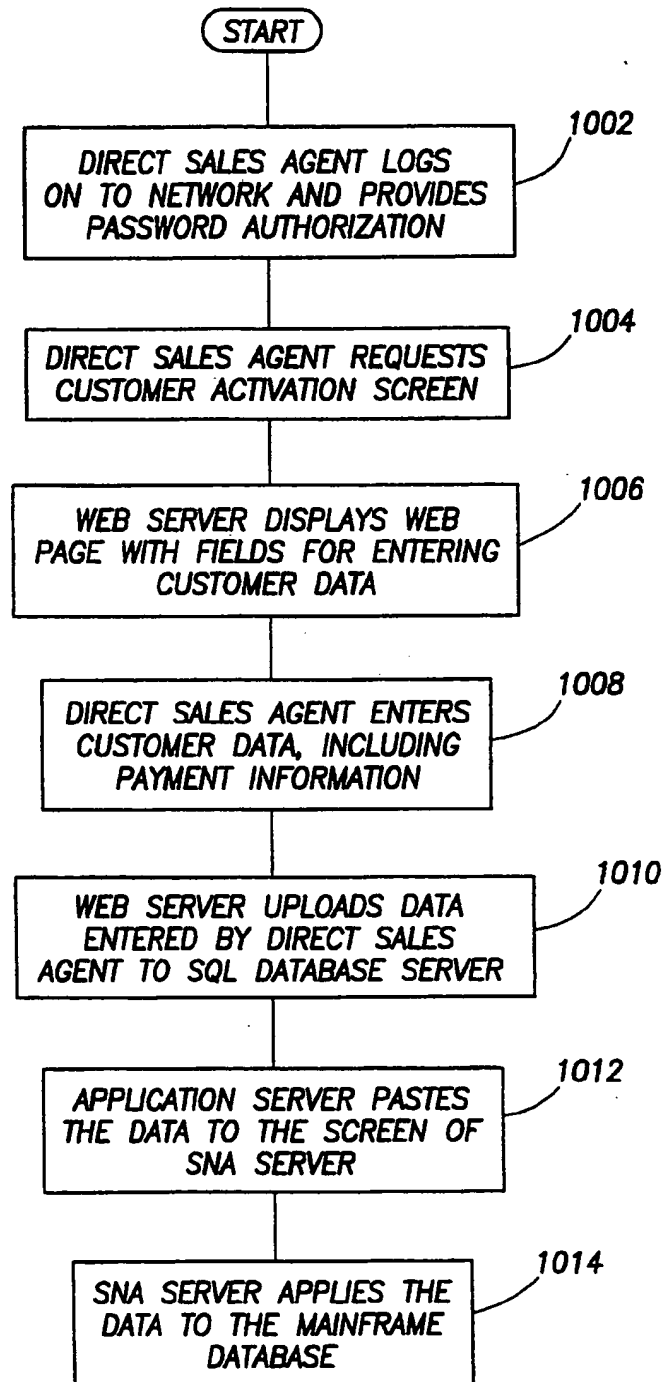 START
1002
DIRECT SALES AGENT LOGS
ON TO NETWORK AND PROVIDES
PASSWORD AUTHORIZATION
1004
DIRECT SALES AGENT REQUESTS
CUSTOMER ACTIVATION SCREEN
1006
WEB SERVER DISPLAYS WEB
PAGE WITH FIELDS FOR ENTERING
CUSTOMER DATA
1008
DIRECT SALES AGENT ENTERS
CUSTOMER DATA, INCLUDING
PAYMENT INFORMATION
1010
WEB SERVER UPLOADS DATA
ENTERED BY DIRECT SALES
AGENT TO SQL DATABASE SERVER
1012
APPLICATION SERVER PASTES
THE DATA TO THE SCREEN OF
SNA SERVER
1014
SNA SERVER APPLIES THE
DATA TO THE MAINFRAME
DATABASE